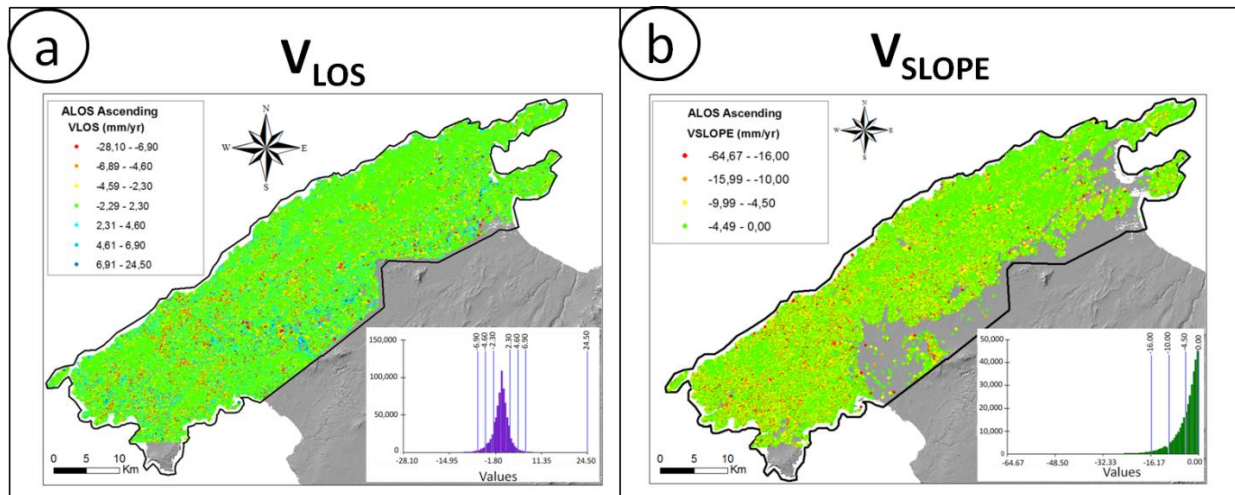 a
VLOS
ALOS Ascending
VLOS (mm/yr)
-28,10 - -6,90
-6,89 - -4,60
-4,59 - -2,30
-2,29 - 2,30
2,31 - 4,60
4,61 - 6,90
6,91 - 24,50
N
W E
S
150,000
100,000
50,000
0
-6.90
-4.60
-2.30
2.30
4.60
6.90
24.50
-28.10 -14.95 -1.80 11.35 24.50
Values
0 5 10
Km
b
VSLOPE
ALOS Ascending
VSLOPE (mm/yr)
-64,67 - -16,00
-15,99 - -10,00
-9,99 - -4,50
-4,49 - 0,00
N
W E
S
50,000
40,000
30,000
20,000
10,000
0
-16.00
-10.00
-4.50
0.00
-64.67 -48.50 -32.33 -16.17 0.00
Values
0 5 10
Km